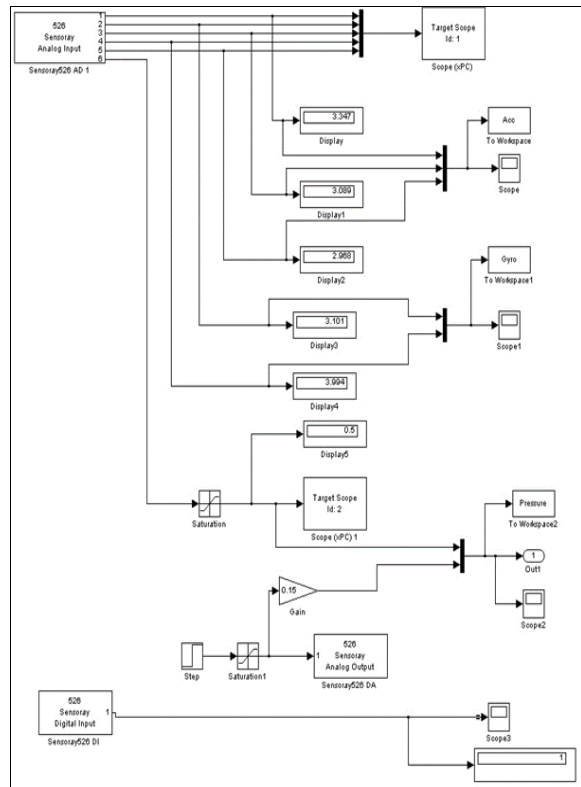 526
Sensoray
Analog Input
1
2
3
4
5
6
Sensoray526 AD 1
Target Scope
Id: 1
Scope (xPC)
3.347
Display
Acc
To Workspace
Scope
3.089
Display1
2.968
Display2
Gyro
To Workspace1
3.101
Display3
Scope1
3.994
Display4
0.5
Display5
Saturation
Target Scope
Id: 2
Scope (xPC) 1
Pressure
To Workspace2
1
Out1
0.15
Gain
Scope2
Step
Saturation1
1
526
Sensoray
Analog Output
Sensoray526 DA
526
Sensoray
Digital Input
1
Sensoray526 DI
Scope3
1